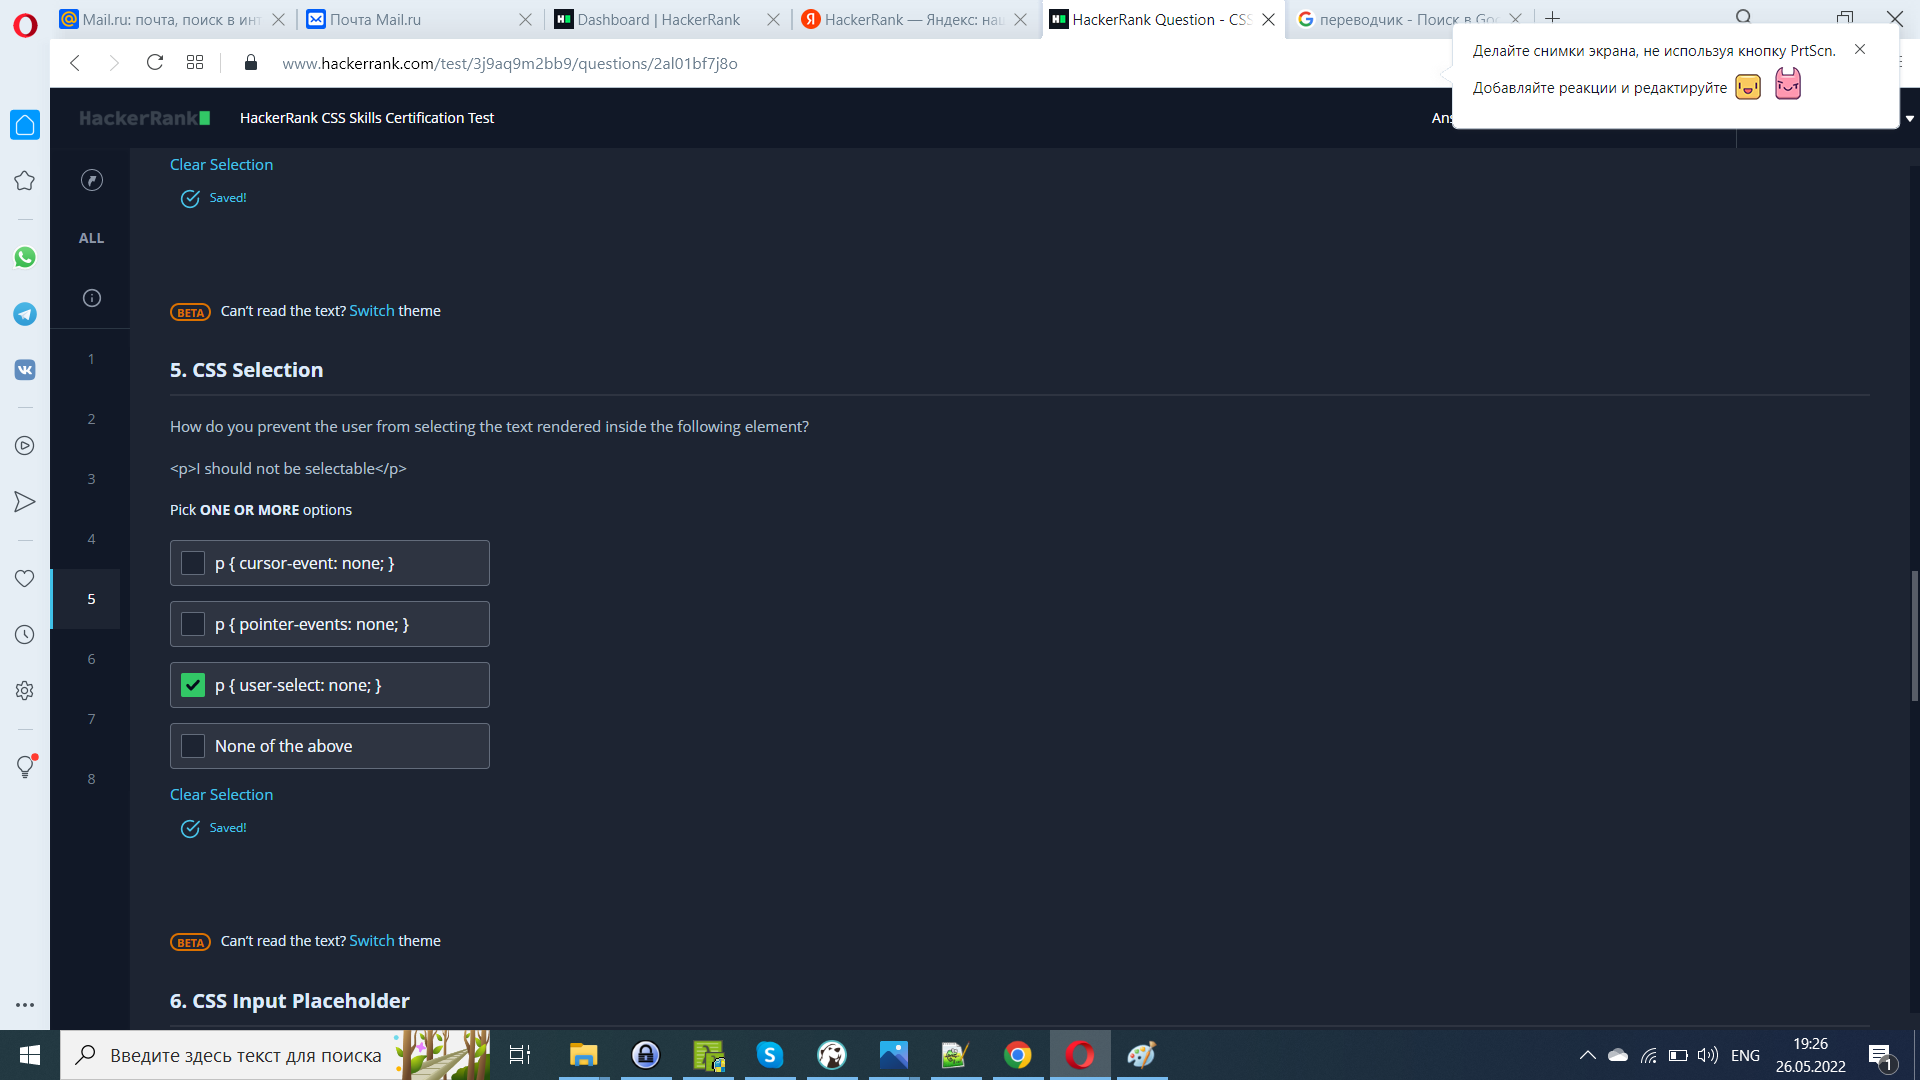 Mail.ru: почта, поиск в инт
Почта Mail.ru
Dashboard | HackerRank
HackerRank — Яндекс: наш
HackerRank Question - CSS
переводчик - Поиск в Goo
www.hackerrank.com/test/3j9aq9m2bb9/questions/2al01bf7j8o
Делайте снимки экрана, не используя кнопку PrtScn.
Добавляйте реакции и редактируйте
HackerRank
HackerRank CSS Skills Certification Test
Ans
Clear Selection
Saved!
ALL
BETA Can't read the text? Switch theme
1
2
3
4
5
6
7
8
5. CSS Selection
How do you prevent the user from selecting the text rendered inside the following element?
<p>I should not be selectable</p>
Pick ONE OR MORE options
p { cursor-event: none; }
p { pointer-events: none; }
p { user-select: none; }
None of the above
Clear Selection
Saved!
BETA Can't read the text? Switch theme
6. CSS Input Placeholder
Введите здесь текст для поиска
ENG
19:26
26.05.2022
1